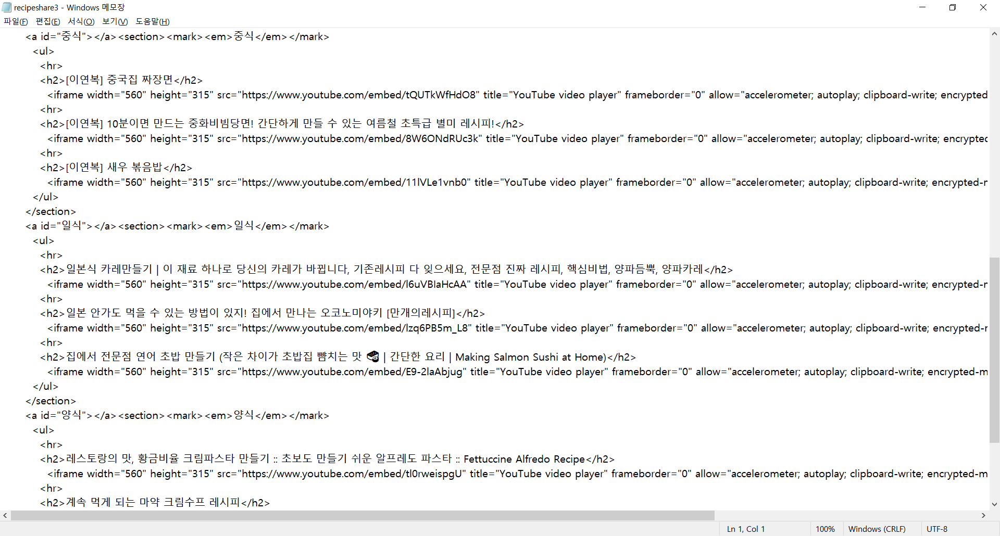 recipeshare3 - Windows 메모장
파일(F) 편집(E) 서식(O) 보기(V) 도움말(H)
<a id="중식"></a><section><mark><em>중식</em></mark>
<ul>
<hr>
<h2>[이연복] 중국집 짜장면</h2>
<iframe width="560" height="315" src="https://www.youtube.com/embed/tQUTkWfHdO8" title="YouTube video player" frameborder="0" allow="accelerometer; autoplay; clipboard-write; encrypted
<hr>
<h2>[이연복] 10분이면 만드는 중화비빔당면! 간단하게 만들 수 있는 여름철 초특급 별미 레시피!</h2>
<iframe width="560" height="315" src="https://www.youtube.com/embed/8W6ONdRUc3k" title="YouTube video player" frameborder="0" allow="accelerometer; autoplay; clipboard-write; encrypted
<hr>
<h2>[이연복] 새우 볶음밥</h2>
<iframe width="560" height="315" src="https://www.youtube.com/embed/11lVLe1vnb0" title="YouTube video player" frameborder="0" allow="accelerometer; autoplay; clipboard-write; encrypted-m
</ul>
</section>
<a id="일식"></a><section><mark><em>일식</em></mark>
<ul>
<hr>
<h2>일본식 카레만들기 | 이 재료 하나로 당신의 카레가 바뀝니다, 기존레시피 다 잊으세요, 전문점 진짜 레시피, 핵심비법, 양파듬뿍, 양파카레</h2>
<iframe width="560" height="315" src="https://www.youtube.com/embed/l6uVBIaHcAA" title="YouTube video player" frameborder="0" allow="accelerometer; autoplay; clipboard-write; encrypted-m
<hr>
<h2>일본 안가도 먹을 수 있는 방법이 있지! 집에서 만나는 오코노미야키 [만개의레시피]</h2>
<iframe width="560" height="315" src="https://www.youtube.com/embed/lzq6PB5m_L8" title="YouTube video player" frameborder="0" allow="accelerometer; autoplay; clipboard-write; encrypted-m
<hr>
<h2>집에서 전문점 연어 초밥 만들기 (작은 차이가 초밥집 뺨치는 맛 🍣 | 간단한 요리 | Making Salmon Sushi at Home)</h2>
<iframe width="560" height="315" src="https://www.youtube.com/embed/E9-2laAbjug" title="YouTube video player" frameborder="0" allow="accelerometer; autoplay; clipboard-write; encrypted-m
</ul>
</section>
<a id="양식"></a><section><mark><em>양식</em></mark>
<ul>
<hr>
<h2>레스토랑의 맛, 황금비율 크림파스타 만들기 :: 초보도 만들기 쉬운 알프레도 파스타 :: Fettuccine Alfredo Recipe</h2>
<iframe width="560" height="315" src="https://www.youtube.com/embed/tl0rweispgU" title="YouTube video player" frameborder="0" allow="accelerometer; autoplay; clipboard-write; encrypted-m
<hr>
<h2>계속 먹게 되는 마약 크림수프 레시피</h2>
Ln 1, Col 1 100% Windows (CRLF) UTF-8